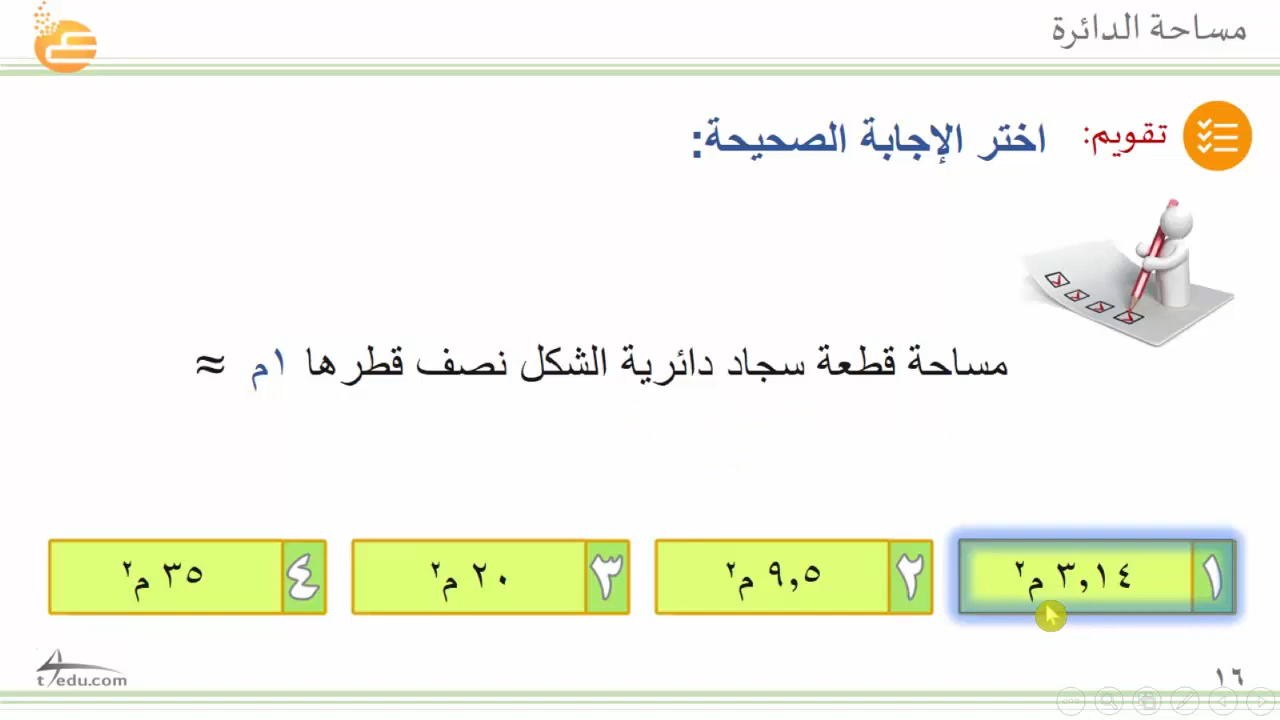 مساحة الدائرة
تقويم: اختر الإجابة الصحيحة:
مساحة قطعة سجاد دائرية الشكل نصف قطرها ١م ≈
١ ٣,١٤ م٢
٢ ٩,٥ م٢
٣ ٢٠ م٢
٤ ٣٥ م٢
t4edu.com
١٦